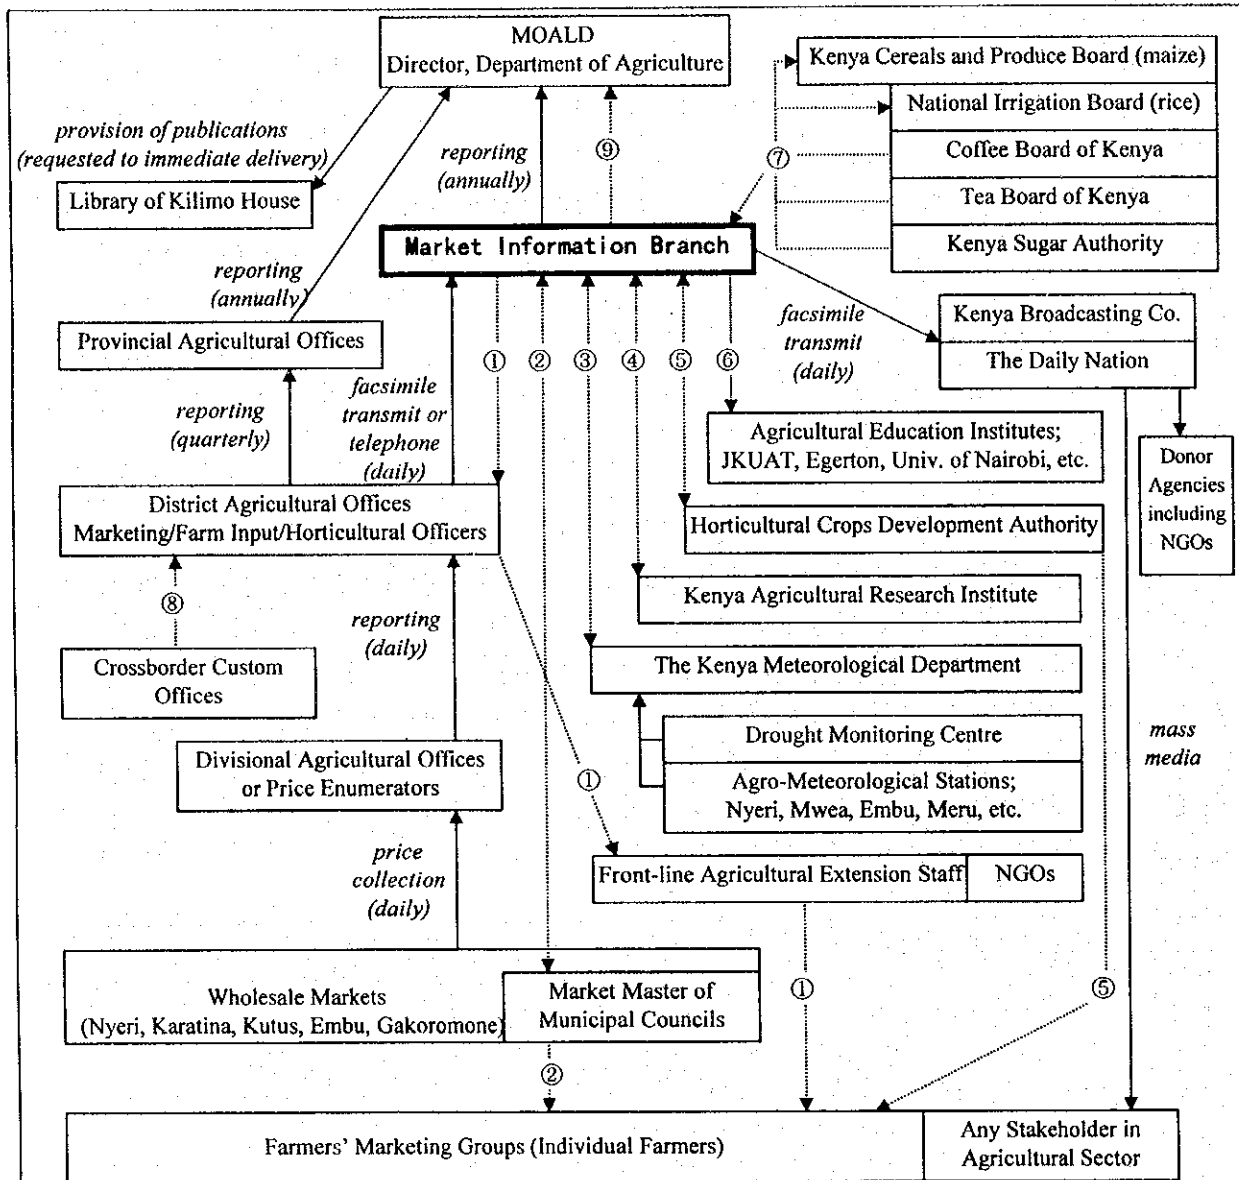 MOALD
Director, Department of Agriculture
Kenya Cereals and Produce Board (maize)
National Irrigation Board (rice)
Coffee Board of Kenya
Tea Board of Kenya
Kenya Sugar Authority
provision of publications
(requested to immediate delivery)
Library of Kilimo House
reporting
(annually)
⑨
⑦
Market Information Branch
reporting
(annually)
Provincial Agricultural Offices
facsimile
transmit
(daily)
Kenya Broadcasting Co.
The Daily Nation
①
②
③
④
⑤
⑥
reporting
(quarterly)
facsimile
transmit or
telephone
(daily)
Agricultural Education Institutes;
JKUAT, Egerton, Univ. of Nairobi, etc.
Donor
Agencies
including
NGOs
District Agricultural Offices
Marketing/Farm Input/Horticultural Officers
Horticultural Crops Development Authority
⑧
Kenya Agricultural Research Institute
reporting
(daily)
Crossborder Custom
Offices
The Kenya Meteorological Department
Drought Monitoring Centre
Agro-Meteorological Stations;
Nyeri, Mwea, Embu, Meru, etc.
mass
media
Divisional Agricultural Offices
or Price Enumerators
①
price
collection
(daily)
Front-line Agricultural Extension Staff
NGOs
Wholesale Markets
(Nyeri, Karatina, Kutus, Embu, Gakoromone)
Market Master of
Municipal Councils
①
⑤
②
Farmers' Marketing Groups (Individual Farmers)
Any Stakeholder in
Agricultural Sector